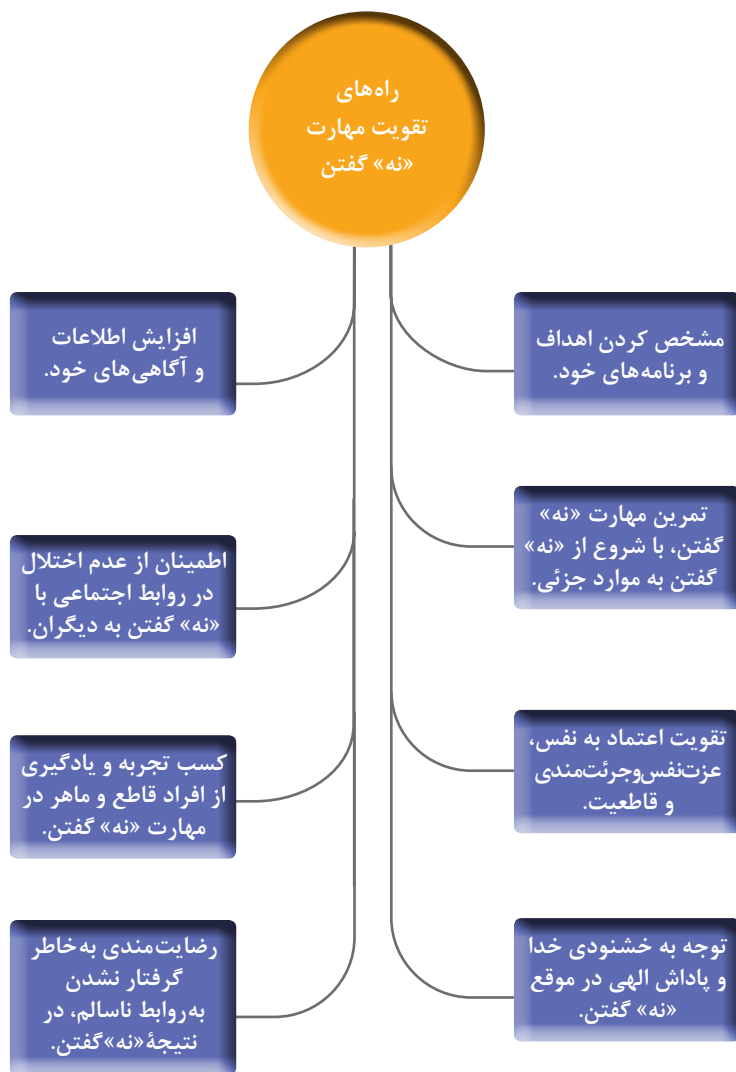 راه‌های
تقویت مهارت
«نه» گفتن
مشخص کردن اهداف
و برنامه‌های خود.
افزایش اطلاعات
و آگاهی‌های خود.
تمرین مهارت «نه»
گفتن، با شروع از «نه»
گفتن به موارد جزئی.
اطمینان از عدم اختلال
در روابط اجتماعی با
«نه» گفتن به دیگران.
تقویت اعتماد به نفس،
عزت‌نفس‌وجرئت‌مندی
و قاطعیت.
کسب تجربه و یادگیری
از افراد قاطع و ماهر در
مهارت «نه» گفتن.
توجه به خشنودی خدا
و پاداش الهی در موقع
«نه» گفتن.
رضایت‌مندی به‌خاطر
گرفتار نشدن
به‌روابط ناسالم، در
نتیجهٔ «نه»گفتن.